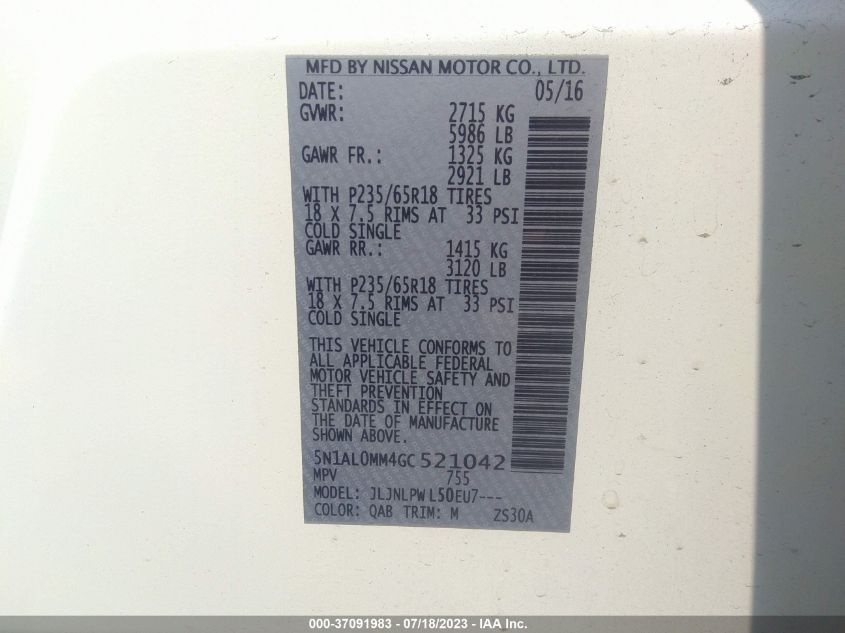 MFD BY NISSAN MOTOR CO., LTD.
DATE: 05/16
GVWR: 2715 KG
5986 LB
GAWR FR.: 1325 KG
2921 LB
WITH P235/65R18 TIRES
18 X 7.5 RIMS AT 33 PSI
COLD SINGLE
GAWR RR.: 1415 KG
3120 LB
WITH P235/65R18 TIRES
18 X 7.5 RIMS AT 33 PSI
COLD SINGLE
THIS VEHICLE CONFORMS TO
ALL APPLICABLE FEDERAL
MOTOR VEHICLE SAFETY AND
THEFT PREVENTION
STANDARDS IN EFFECT ON
THE DATE OF MANUFACTURE
SHOWN ABOVE.
5N1AL0MM4GC521042
MPV 755
MODEL: JLJNLPWL50EU7---
COLOR: QAB TRIM: M ZS30A
000-37091983 - 07/18/2023 - IAA Inc.